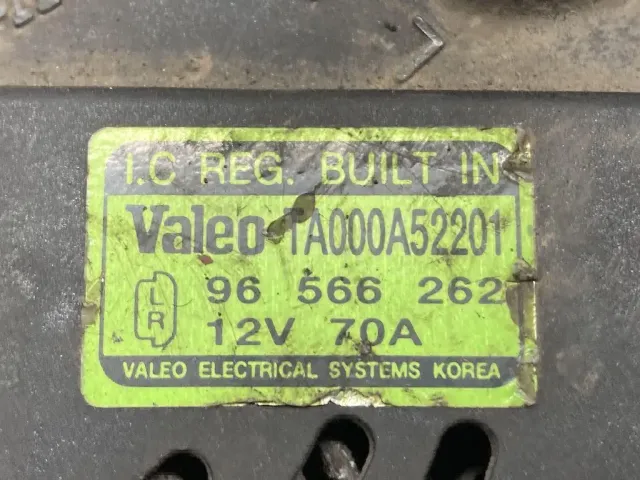 I.C REG. BUILT IN
Valeo TA000A52201
L
96 566 262
R
12V 70A
VALEO ELECTRICAL SYSTEMS KOREA